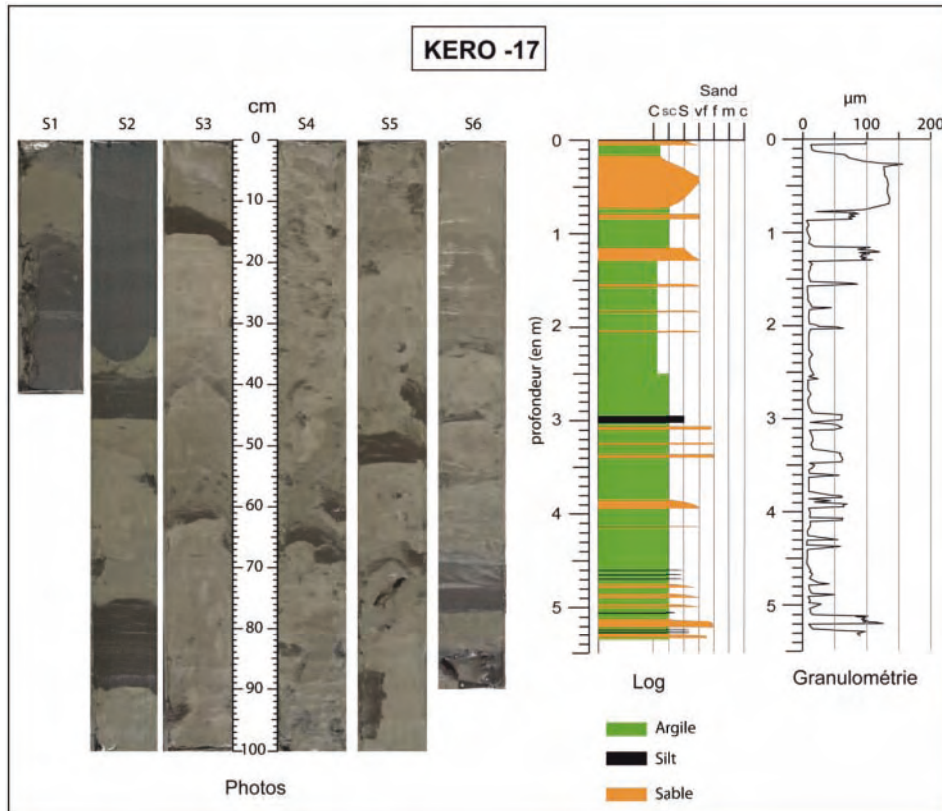 KERO -17
cm
S1 S2 S3 S4 S5 S6
0
10
20
30
40
50
60
70
80
90
100
Photos
Sand
C sc S vf f m c
profondeur (en m)
0
1
2
3
4
5
Log
Argile
Silt
Sable
µm
0 100 200
0
1
2
3
4
5
Granulométrie